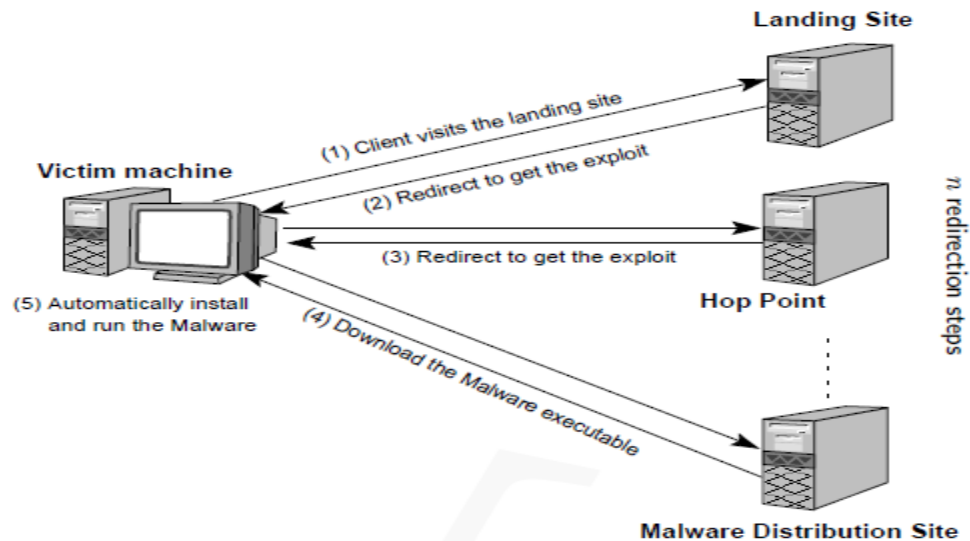 Landing Site
(1) Client visits the landing site
Victim machine
(2) Redirect to get the exploit
(3) Redirect to get the exploit
Hop Point
n redirection steps
(5) Automatically install
and run the Malware
(4) Download the Malware executable
Malware Distribution Site